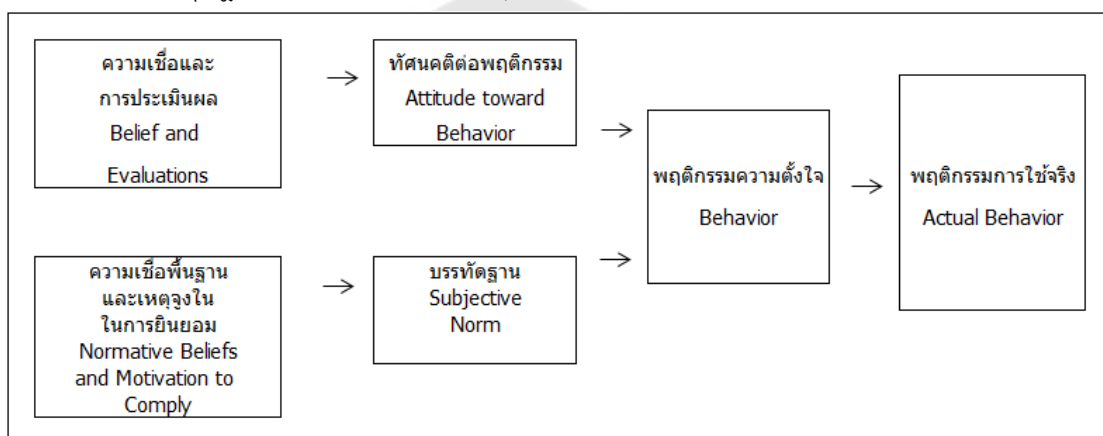 ความเชื่อและ
การประเมินผล
Belief and
Evaluations
ทัศนคติต่อพฤติกรรม
Attitude toward
Behavior
ความเชื่อพื้นฐาน
และเหตุจูงใน
ในการยินยอม
Normative Beliefs
and Motivation to
Comply
บรรทัดฐาน
Subjective
Norm
พฤติกรรมความตั้งใจ
Behavior
พฤติกรรมการใช้จริง
Actual Behavior